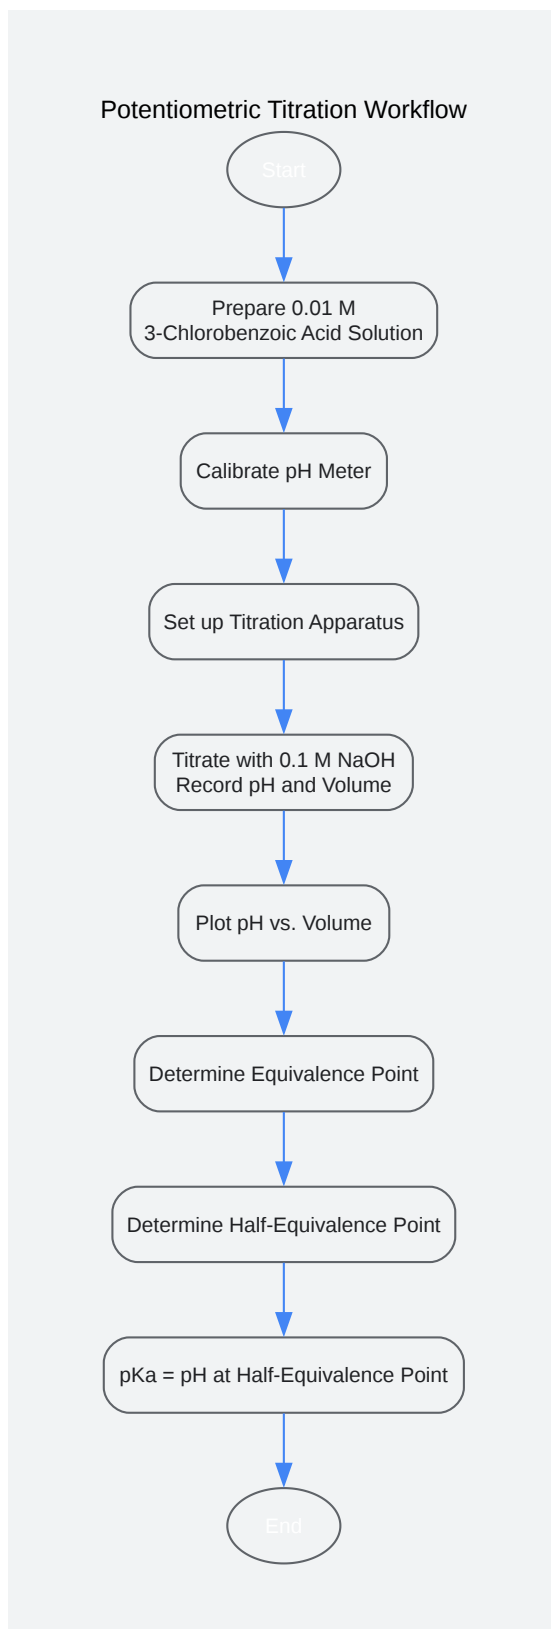 Potentiometric Titration Workflow
Start
Prepare 0.01 M
3-Chlorobenzoic Acid Solution
Calibrate pH Meter
Set up Titration Apparatus
Titrate with 0.1 M NaOH
Record pH and Volume
Plot pH vs. Volume
Determine Equivalence Point
Determine Half-Equivalence Point
pKa = pH at Half-Equivalence Point
End